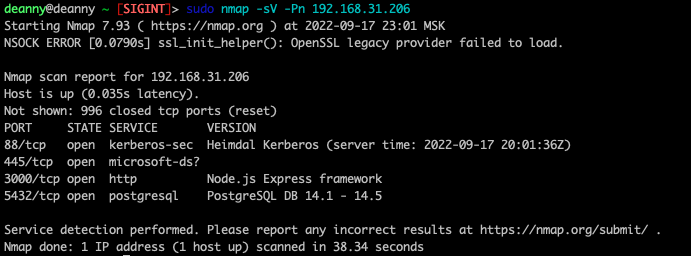 deanny@deanny ~ [SIGINT]> sudo nmap -sV -Pn 192.168.31.206
Starting Nmap 7.93 ( https://nmap.org ) at 2022-09-17 23:01 MSK
NSOCK ERROR [0.0790s] ssl_init_helper(): OpenSSL legacy provider failed to load.

Nmap scan report for 192.168.31.206
Host is up (0.035s latency).
Not shown: 996 closed tcp ports (reset)
PORT     STATE SERVICE      VERSION
88/tcp   open  kerberos-sec Heimdal Kerberos (server time: 2022-09-17 20:01:36Z)
445/tcp  open  microsoft-ds?
3000/tcp open  http         Node.js Express framework
5432/tcp open  postgresql   PostgreSQL DB 14.1 - 14.5

Service detection performed. Please report any incorrect results at https://nmap.org/submit/ .
Nmap done: 1 IP address (1 host up) scanned in 38.34 seconds